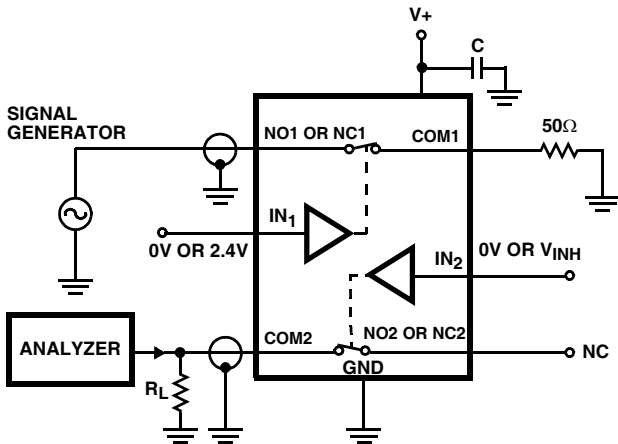 V+
C
SIGNAL
GENERATOR
NO1 OR NC1
COM1
50Ω
IN1
0V OR 2.4V
IN2
0V OR VINH
COM2
NO2 OR NC2
ANALYZER
NC
GND
RL